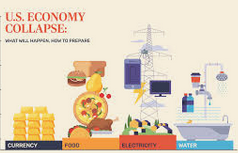 U.S. ECONOMY
COLLAPSE:
WHAT WILL HAPPEN, HOW TO PREPARE
CURRENCY
FOOD
ELECTRICITY
WATER